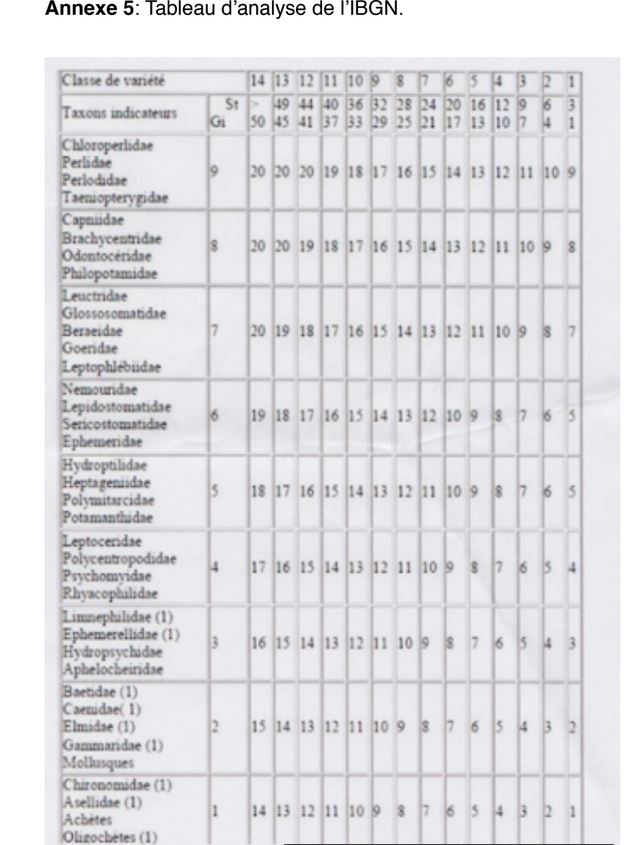 Annexe 5: Tableau d'analyse de l'IBGN.
Classe de variété 14 13 12 11 10 9 8 7 6 5 4 3 2 1
Taxons indicateurs St > 49 44 40 36 32 28 24 20 16 12 9 6 3
Gi 50 45 41 37 33 29 25 21 17 13 10 7 4 1
Chloroperlidae
Perlidae
Perlodidae
Taeniopterygidae
9 20 20 20 19 18 17 16 15 14 13 12 11 10 9
Capniidae
Brachycentridae
Odontocéridae
Philopotamidae
8 20 20 19 18 17 16 15 14 13 12 11 10 9 8
Leuctridae
Glossosomatidae
Beraeidae
Goeridae
Leptophlébiidae
7 20 19 18 17 16 15 14 13 12 11 10 9 8 7
Nemouridae
Lepidostomatidae
Sericostomatidae
Ephemeridae
6 19 18 17 16 15 14 13 12 10 9 8 7 6 5
Hydroptilidae
Heptageniidae
Polymitarcidae
Potamanthidae
5 18 17 16 15 14 13 12 11 10 9 8 7 6 5
Leptoceridae
Polycentropodidae
Psychomyidae
Rhyacophilidae
4 17 16 15 14 13 12 11 10 9 8 7 6 5 4
Limnephilidae (1)
Ephemerellidae (1)
Hydropsychidae
Aphelocheiridae
3 16 15 14 13 12 11 10 9 8 7 6 5 4 3
Baetidae (1)
Caenidae( 1)
Elmidae (1)
Gammaridae (1)
Mollusques
2 15 14 13 12 11 10 9 8 7 6 5 4 3 2
Chironomidae (1)
Asellidae (1)
Achètes
Oligochètes (1)
1 14 13 12 11 10 9 8 7 6 5 4 3 2 1